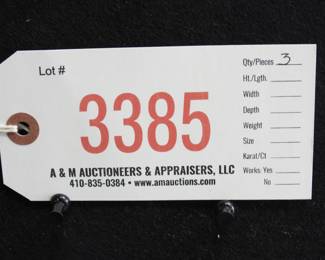 Lot #
3385
A & M AUCTIONEERS & APPRAISERS, LLC
410-835-0384 • www.amauctions.com
Qty/Pieces 3
Ht./Lgth.
Width
Depth
Weight
Size
Karat/Ct
Works: Yes
No